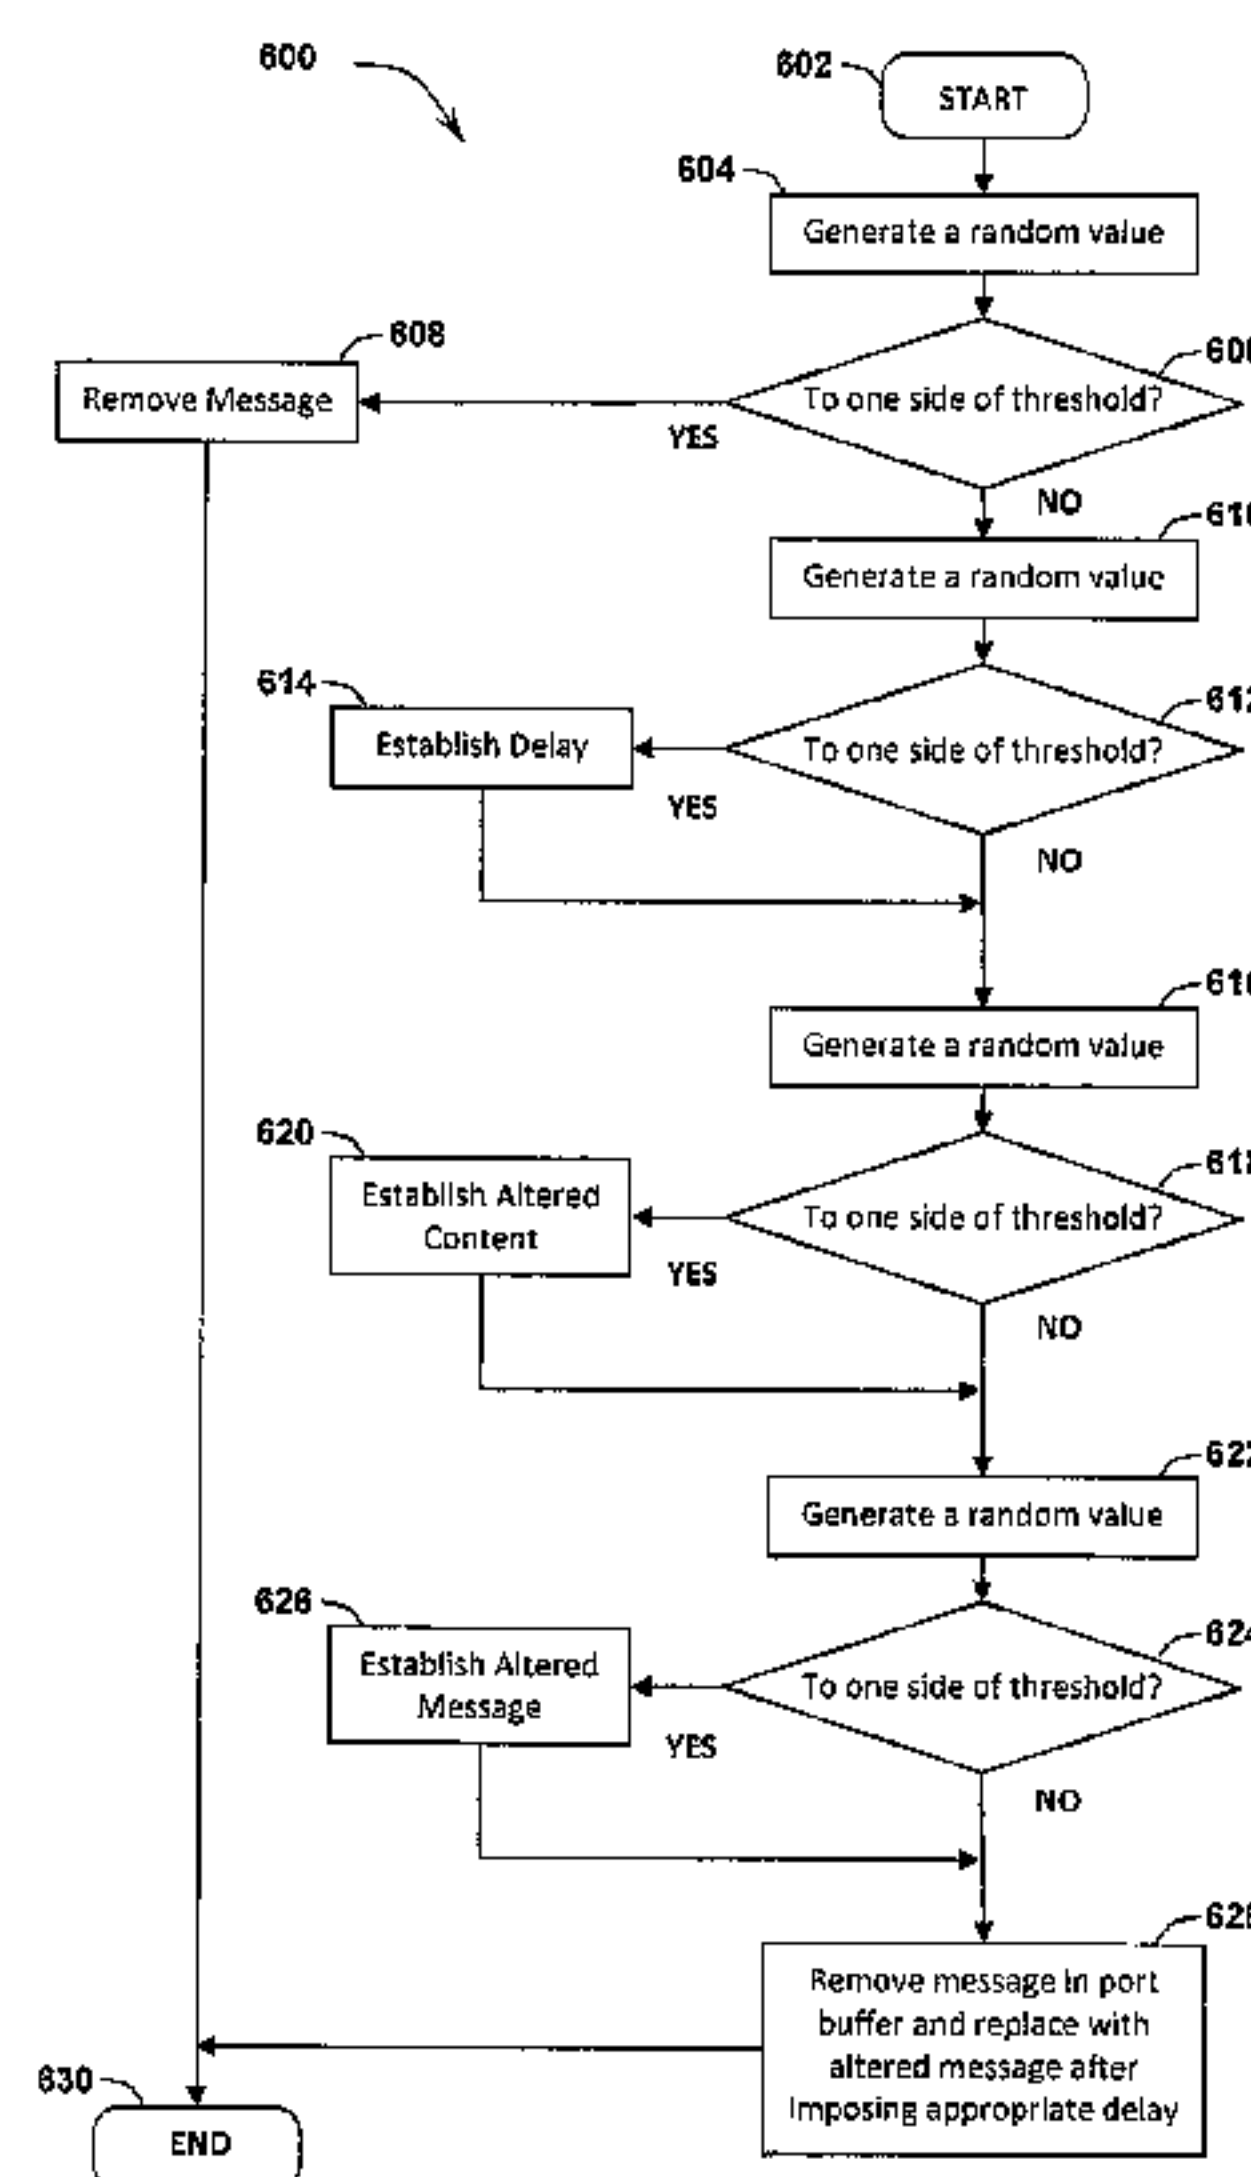 600
602
START
604
Generate a random value
608
Remove Message
To one side of threshold?
YES
NO
Generate a random value
614
Establish Delay
To one side of threshold?
YES
NO
Generate a random value
620
Establish Altered
Content
To one side of threshold?
YES
NO
Generate a random value
626
Establish Altered
Message
To one side of threshold?
YES
NO
Remove message in port
buffer and replace with
altered message after
imposing appropriate delay
630
END